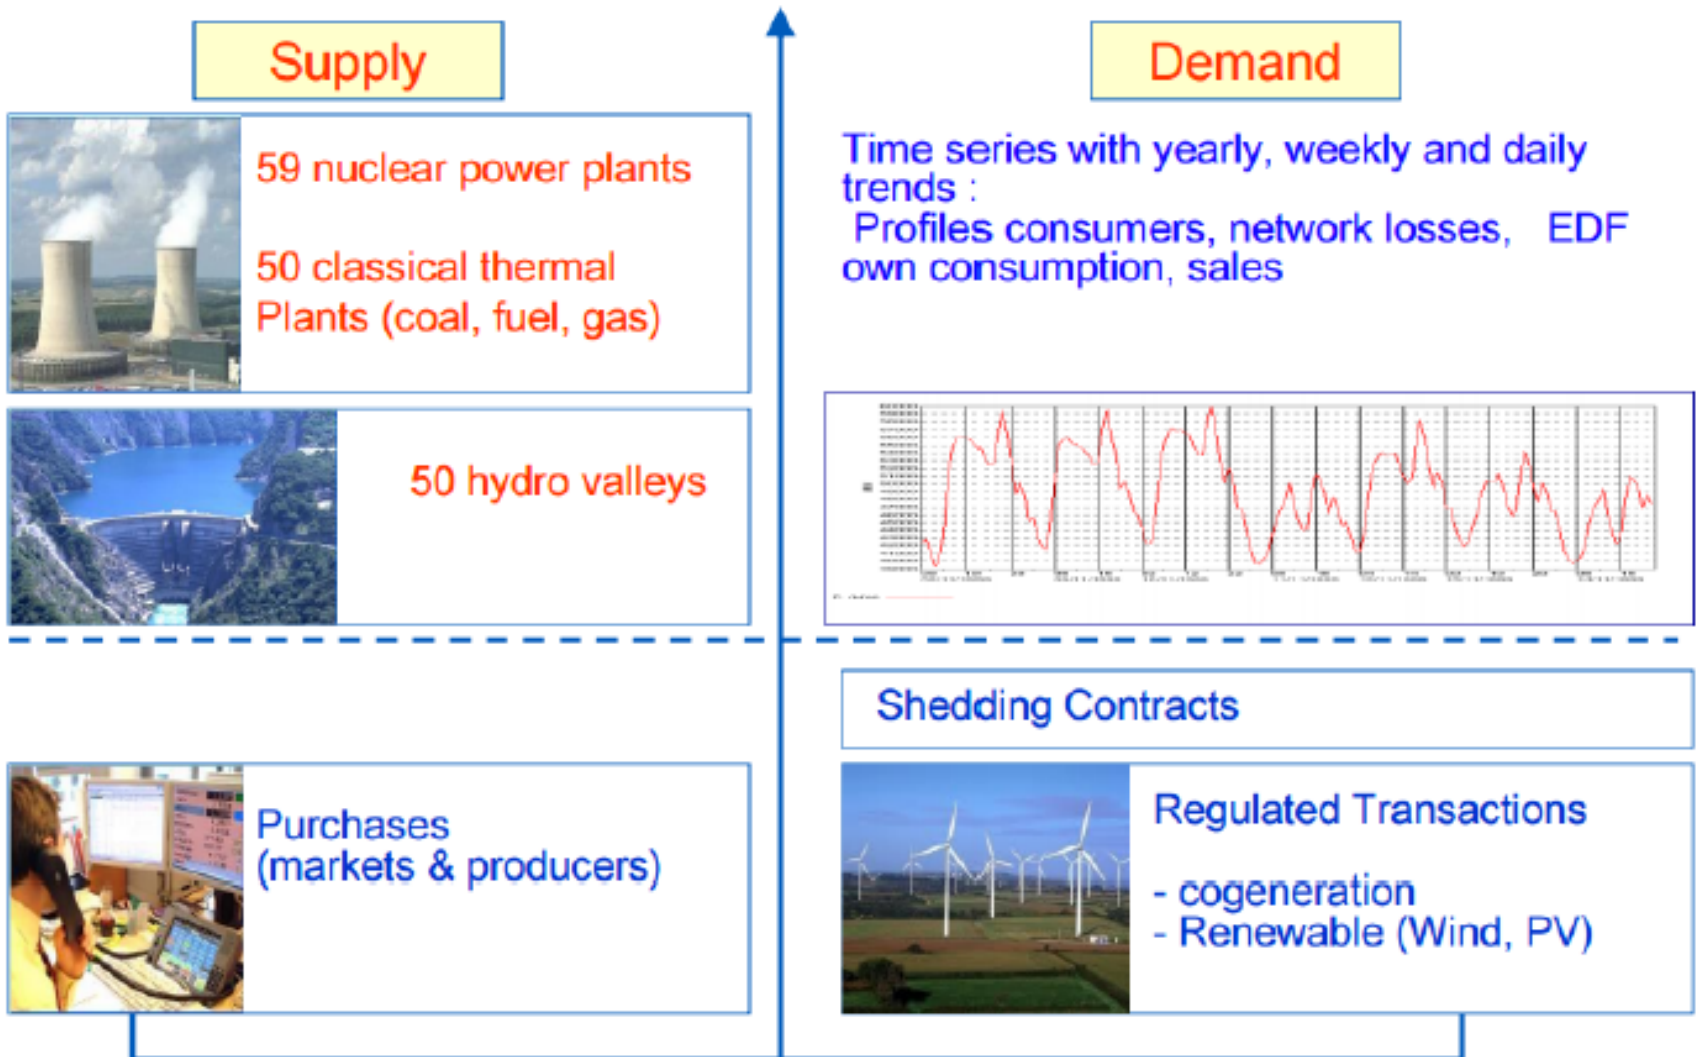 Supply
59 nuclear power plants
50 classical thermal
Plants (coal, fuel, gas)
50 hydro valleys
Purchases
(markets & producers)
Demand
Time series with yearly, weekly and daily
trends :
Profiles consumers, network losses, EDF
own consumption, sales
Shedding Contracts
Regulated Transactions
- cogeneration
- Renewable (Wind, PV)